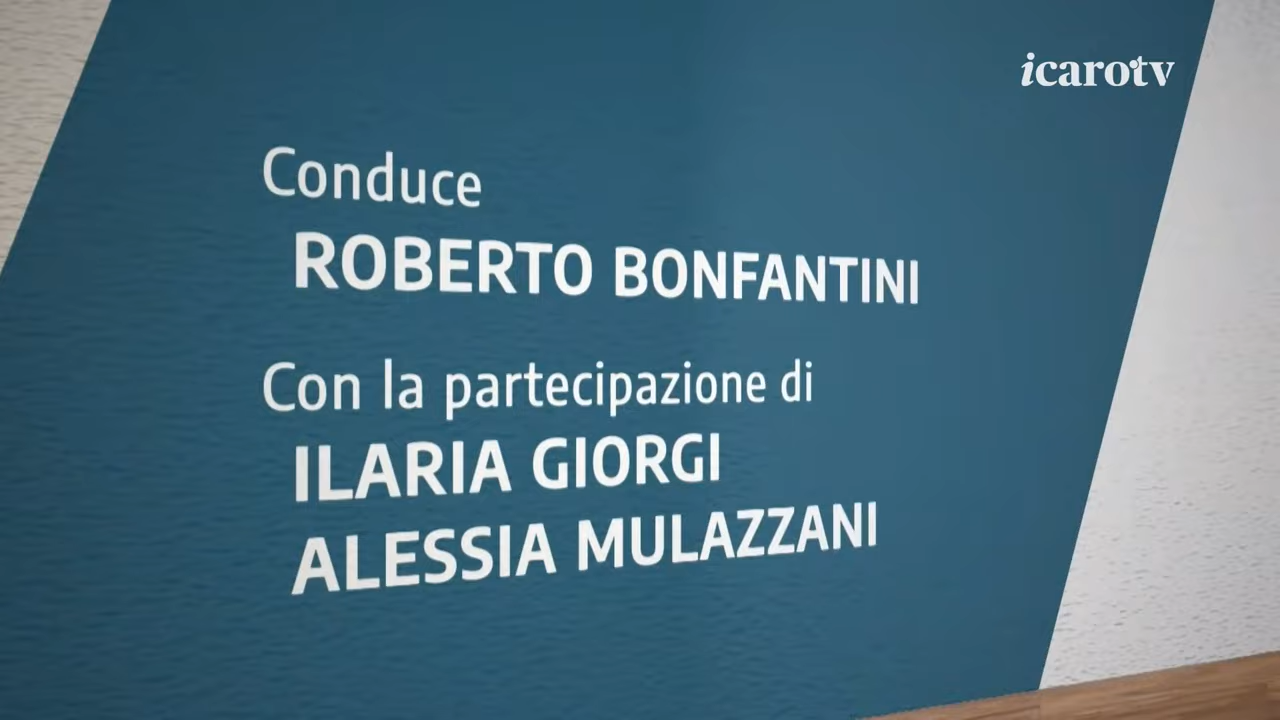 icarotv
Conduce
ROBERTO BONFANTINI
Con la partecipazione di
ILARIA GIORGI
ALESSIA MULAZZANI